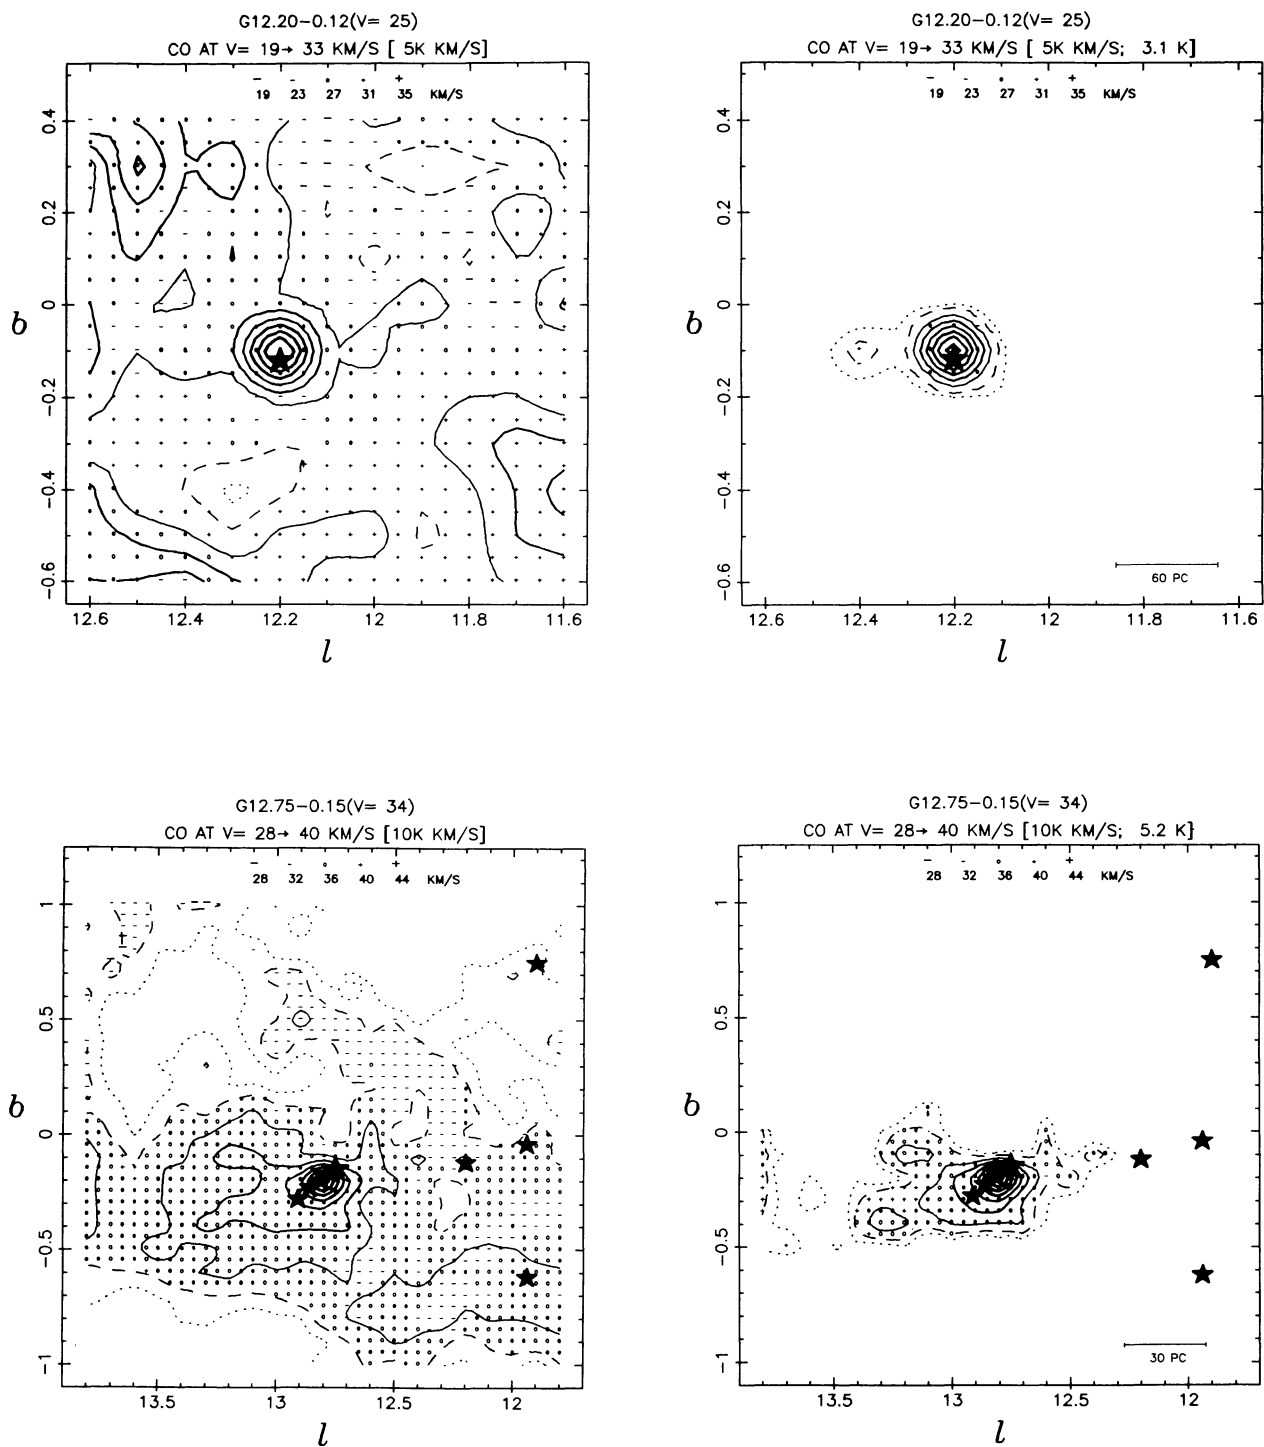 G12.20−0.12(V= 25)
CO AT V= 19→ 33 KM/S [ 5K KM/S]
19 23 27 31 35 KM/S
0.4
0.2
0
−0.2
−0.4
−0.6
b
12.6 12.4 12.2 12 11.8 11.6
l
G12.20−0.12(V= 25)
CO AT V= 19→ 33 KM/S [ 5K KM/S; 3.1 K]
19 23 27 31 35 KM/S
0.4
0.2
0
−0.2
−0.4
−0.6
b
60 PC
12.6 12.4 12.2 12 11.8 11.6
l
G12.75−0.15(V= 34)
CO AT V= 28→ 40 KM/S [10K KM/S]
28 32 36 40 44 KM/S
1
0.5
0
−0.5
−1
b
13.5 13 12.5 12
l
G12.75−0.15(V= 34)
CO AT V= 28→ 40 KM/S [10K KM/S; 5.2 K]
28 32 36 40 44 KM/S
1
0.5
0
−0.5
−1
b
30 PC
13.5 13 12.5 12
l